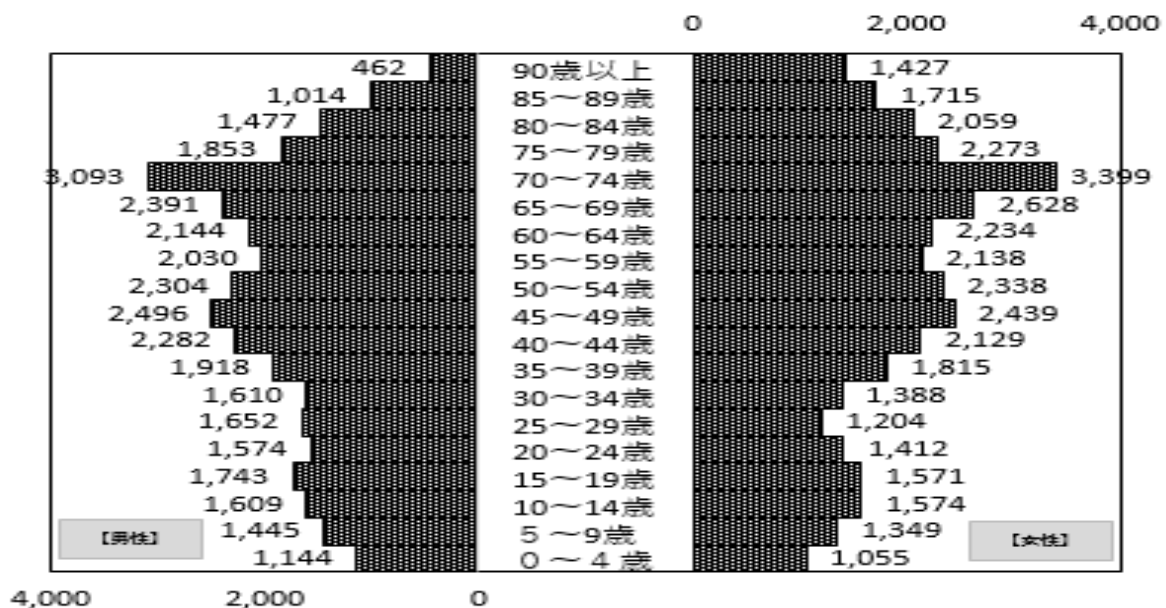 0 2,000 4,000
462 90歳以上 1,427
1,014 85～89歳 1,715
1,477 80～84歳 2,059
1,853 75～79歳 2,273
3,093 70～74歳 3,399
2,391 65～69歳 2,628
2,144 60～64歳 2,234
2,030 55～59歳 2,138
2,304 50～54歳 2,338
2,496 45～49歳 2,439
2,282 40～44歳 2,129
1,918 35～39歳 1,815
1,610 30～34歳 1,388
1,652 25～29歳 1,204
1,574 20～24歳 1,412
1,743 15～19歳 1,571
1,609 10～14歳 1,574
【男性】 1,445 5～9歳 1,349 【女性】
1,144 0～4歳 1,055
4,000 2,000 0